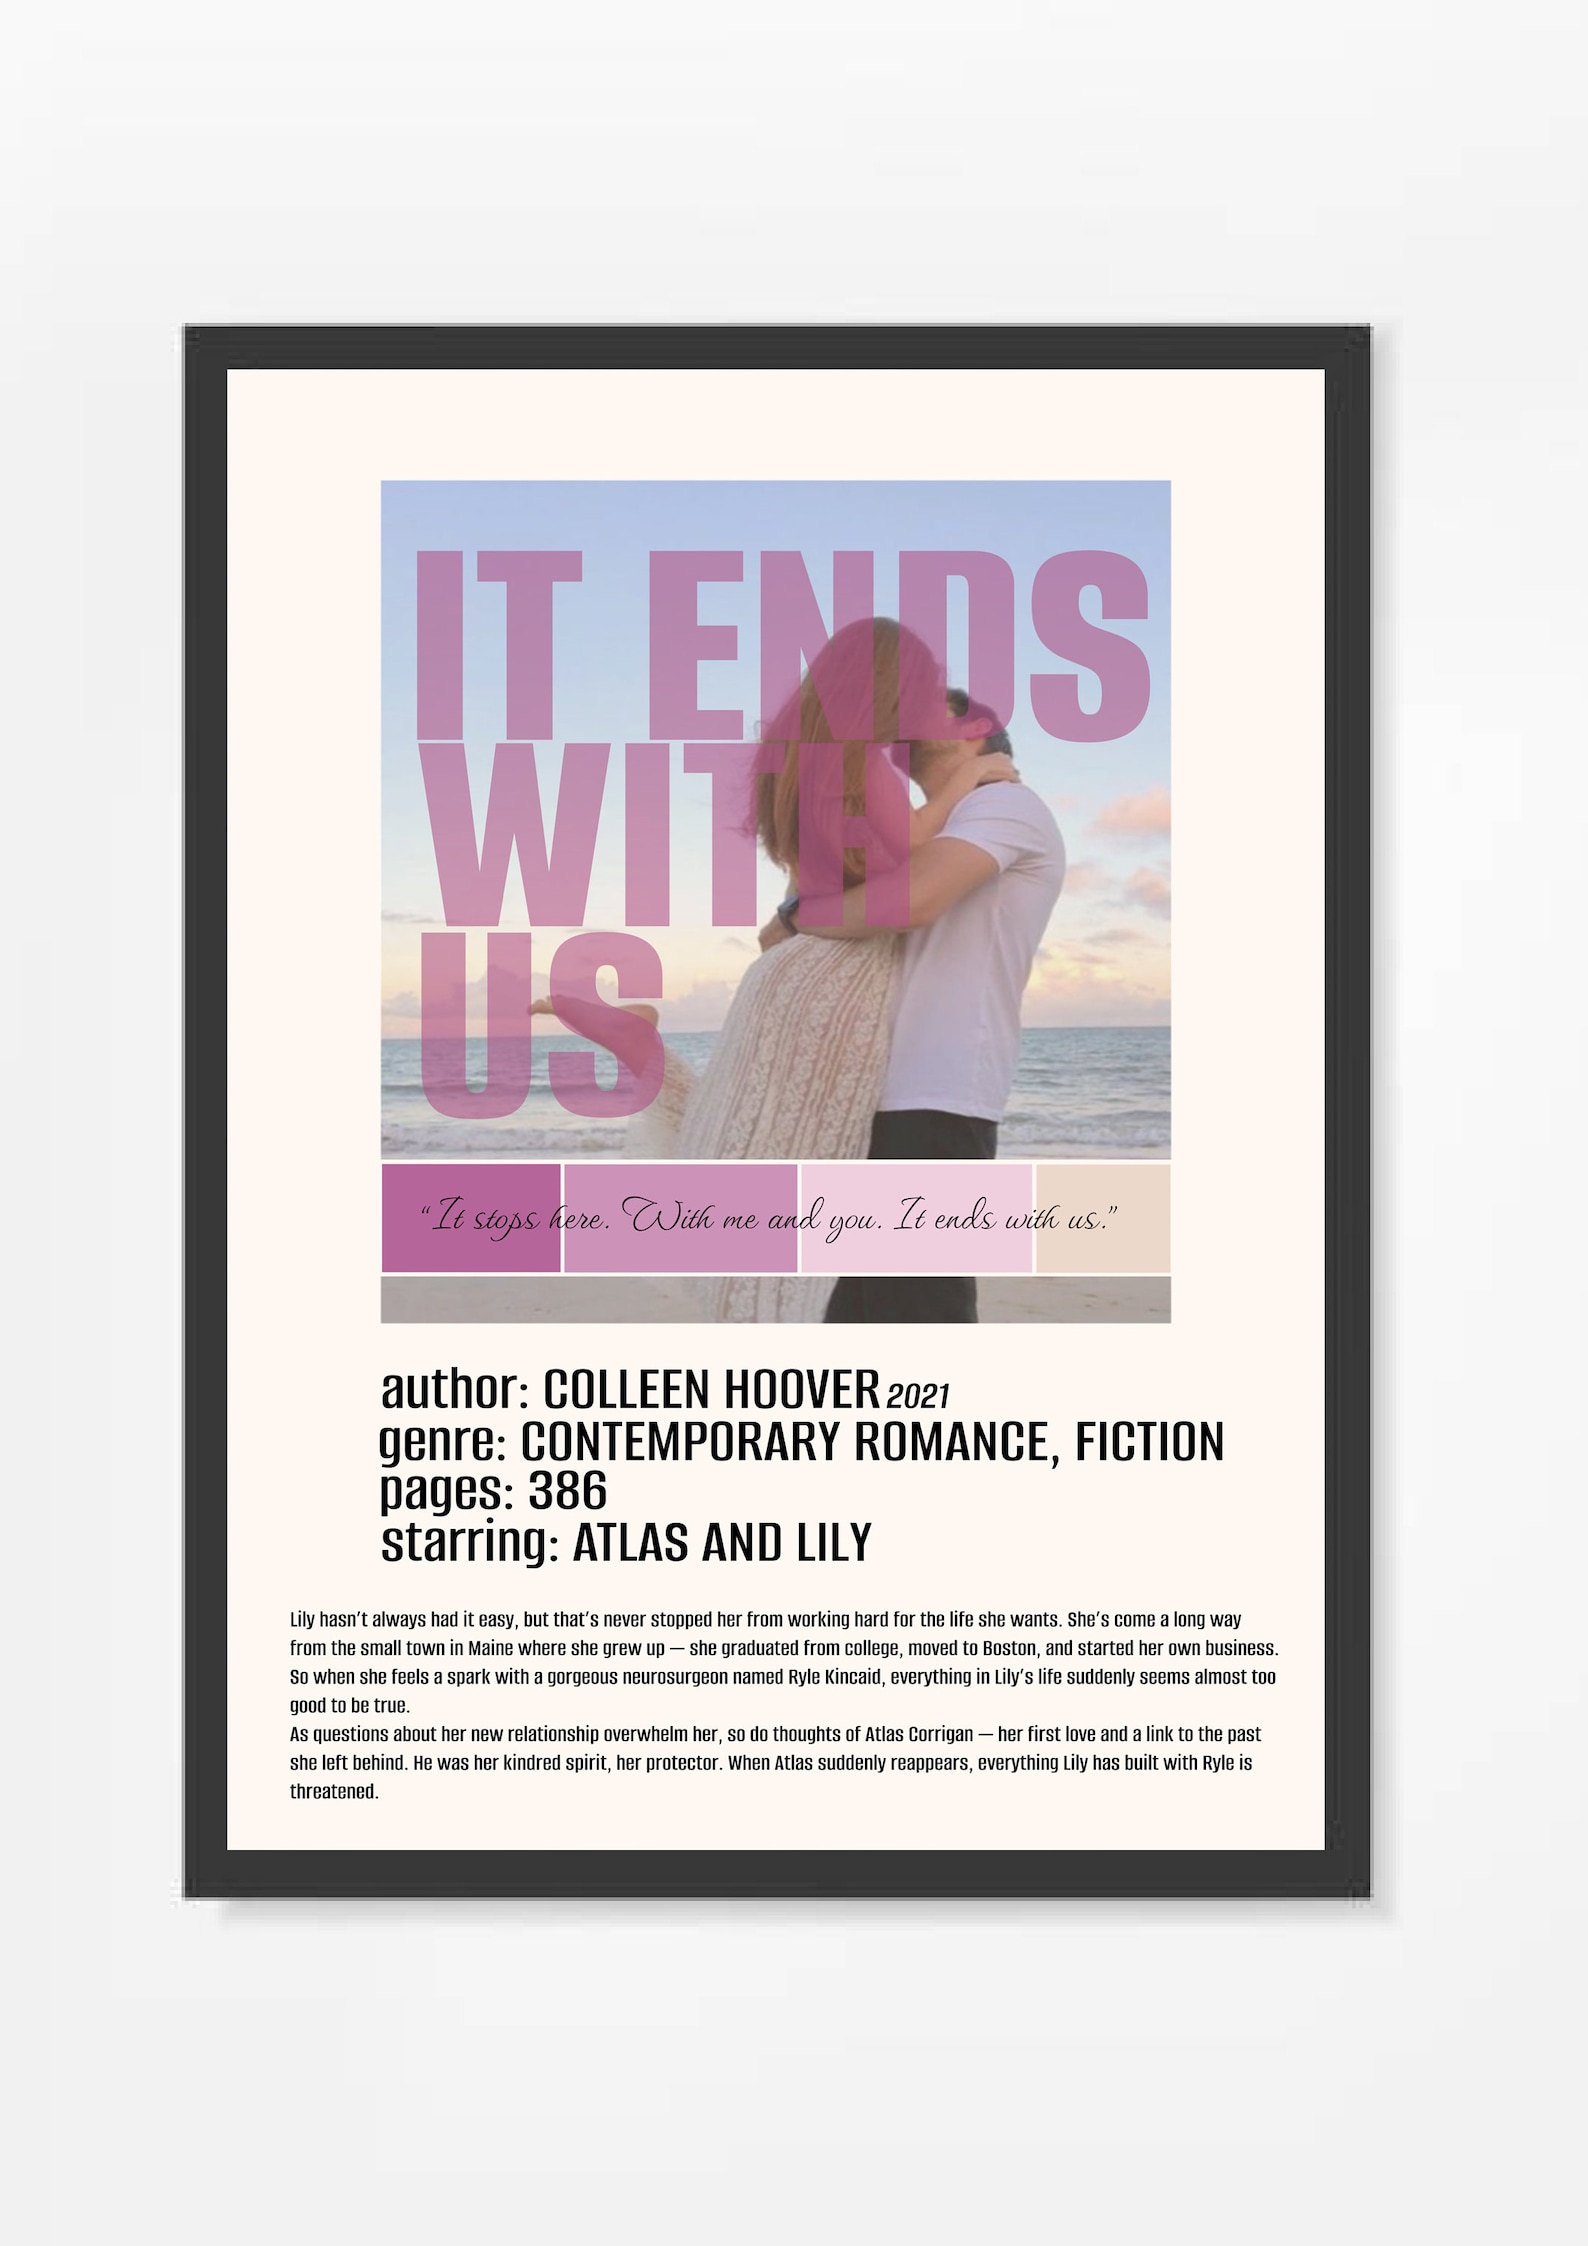 IT ENDS
WITH
US
“It stops here. With me and you. It ends with us.”
author: COLLEEN HOOVER 2021
genre: CONTEMPORARY ROMANCE, FICTION
pages: 386
starring: ATLAS AND LILY
Lily hasn’t always had it easy, but that’s never stopped her from working hard for the life she wants. She’s come a long way
from the small town in Maine where she grew up — she graduated from college, moved to Boston, and started her own business.
So when she feels a spark with a gorgeous neurosurgeon named Ryle Kincaid, everything in Lily’s life suddenly seems almost too
good to be true.
As questions about her new relationship overwhelm her, so do thoughts of Atlas Corrigan — her first love and a link to the past
she left behind. He was her kindred spirit, her protector. When Atlas suddenly reappears, everything Lily has built with Ryle is
threatened.